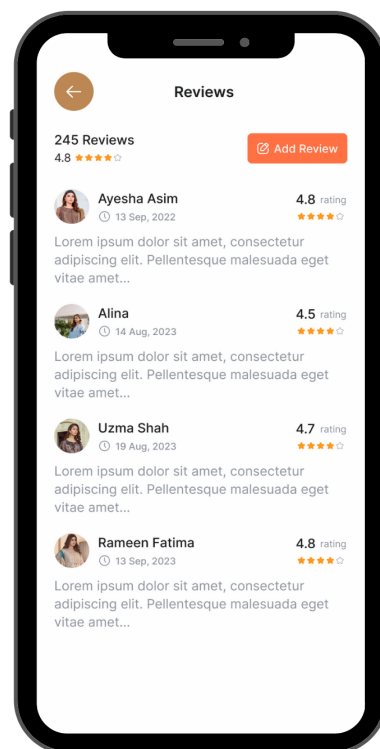 Reviews
245 Reviews
4.8
Add Review
Ayesha Asim
4.8 rating
13 Sep, 2022
Lorem ipsum dolor sit amet, consectetur
adipiscing elit. Pellentesque malesuada eget
vitae amet...
Alina
4.5 rating
14 Aug, 2023
Lorem ipsum dolor sit amet, consectetur
adipiscing elit. Pellentesque malesuada eget
vitae amet...
Uzma Shah
4.7 rating
19 Aug, 2023
Lorem ipsum dolor sit amet, consectetur
adipiscing elit. Pellentesque malesuada eget
vitae amet...
Rameen Fatima
4.8 rating
13 Sep, 2023
Lorem ipsum dolor sit amet, consectetur
adipiscing elit. Pellentesque malesuada eget
vitae amet...